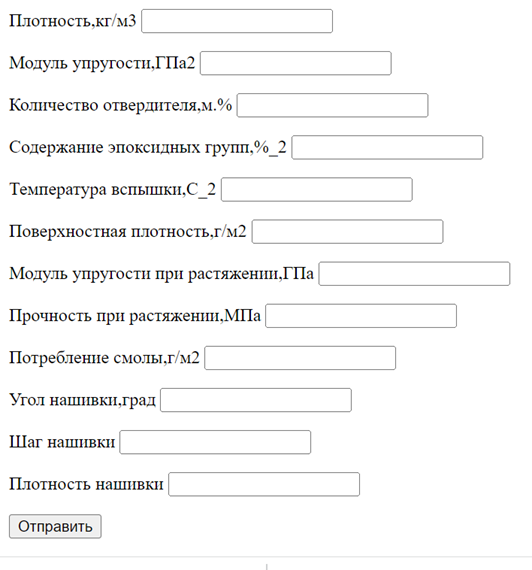 Плотность,кг/м3
Модуль упругости,ГПа2
Количество отвердителя,м.%
Содержание эпоксидных групп,%_2
Температура вспышки,С_2
Поверхностная плотность,г/м2
Модуль упругости при растяжении,ГПа
Прочность при растяжении,МПа
Потребление смолы,г/м2
Угол нашивки,град
Шаг нашивки
Плотность нашивки
Отправить